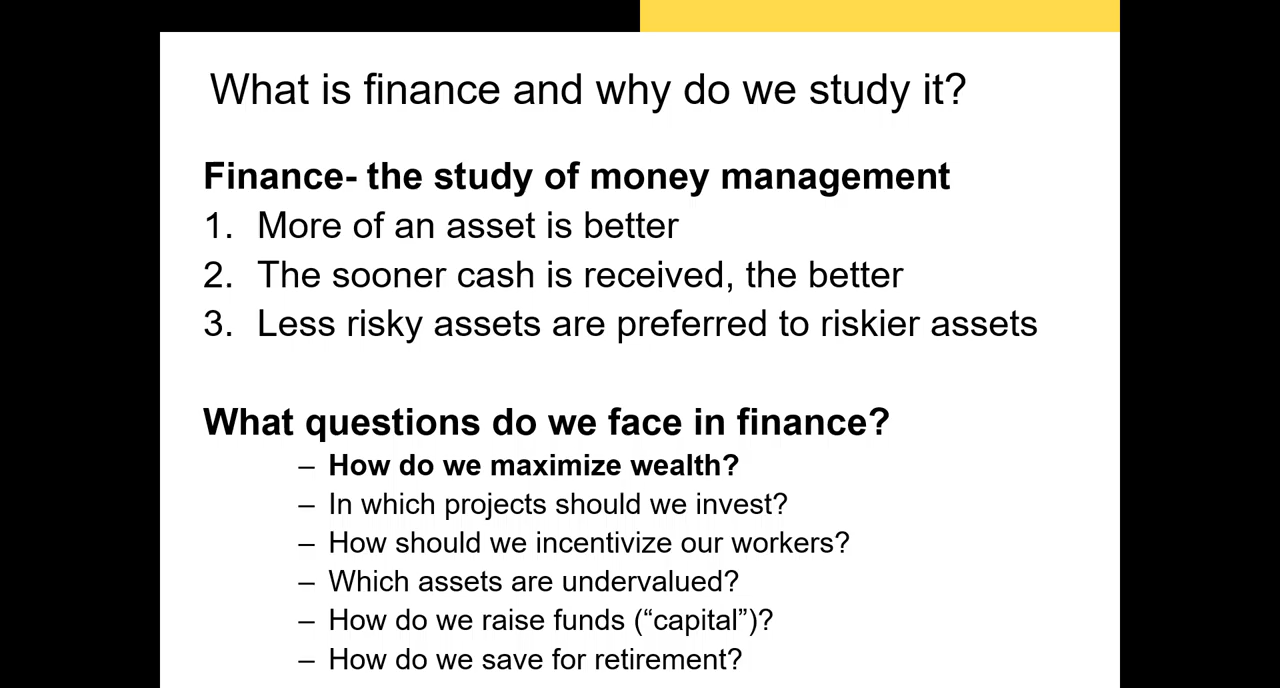 What is finance and why do we study it?
Finance- the study of money management
1. More of an asset is better
2. The sooner cash is received, the better
3. Less risky assets are preferred to riskier assets
What questions do we face in finance?
– How do we maximize wealth?
– In which projects should we invest?
– How should we incentivize our workers?
– Which assets are undervalued?
– How do we raise funds (“capital”)?
– How do we save for retirement?